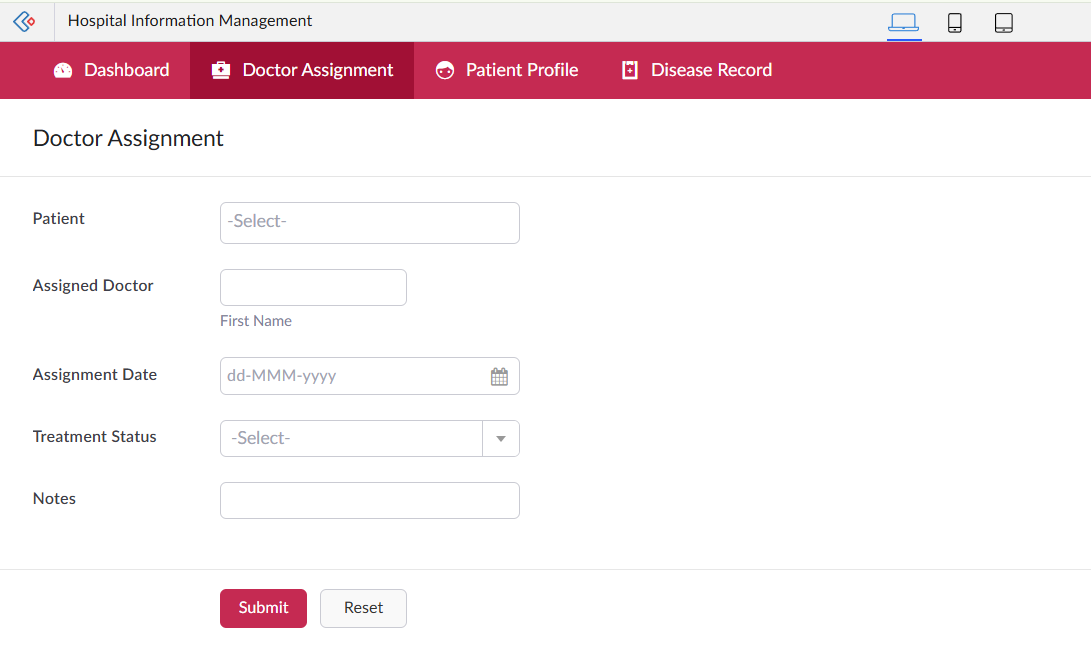 Hospital Information Management
Dashboard
Doctor Assignment
Patient Profile
Disease Record
Doctor Assignment
Patient
-Select-
Assigned Doctor
First Name
Assignment Date
dd-MMM-yyyy
Treatment Status
-Select-
Notes
Submit
Reset